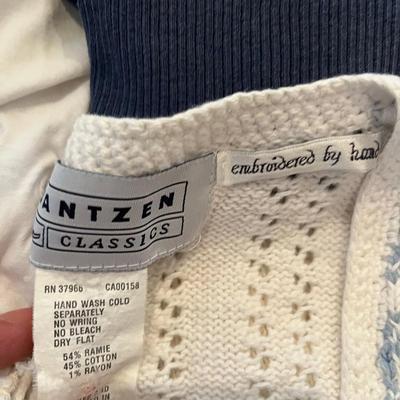 ANTZEN
CLASSICS
embroidered by hand
RN 37966 CA00158
HAND WASH COLD
SEPARATELY
NO WRING
NO BLEACH
DRY FLAT
54% RAMIE
45% COTTON
1% RAYON